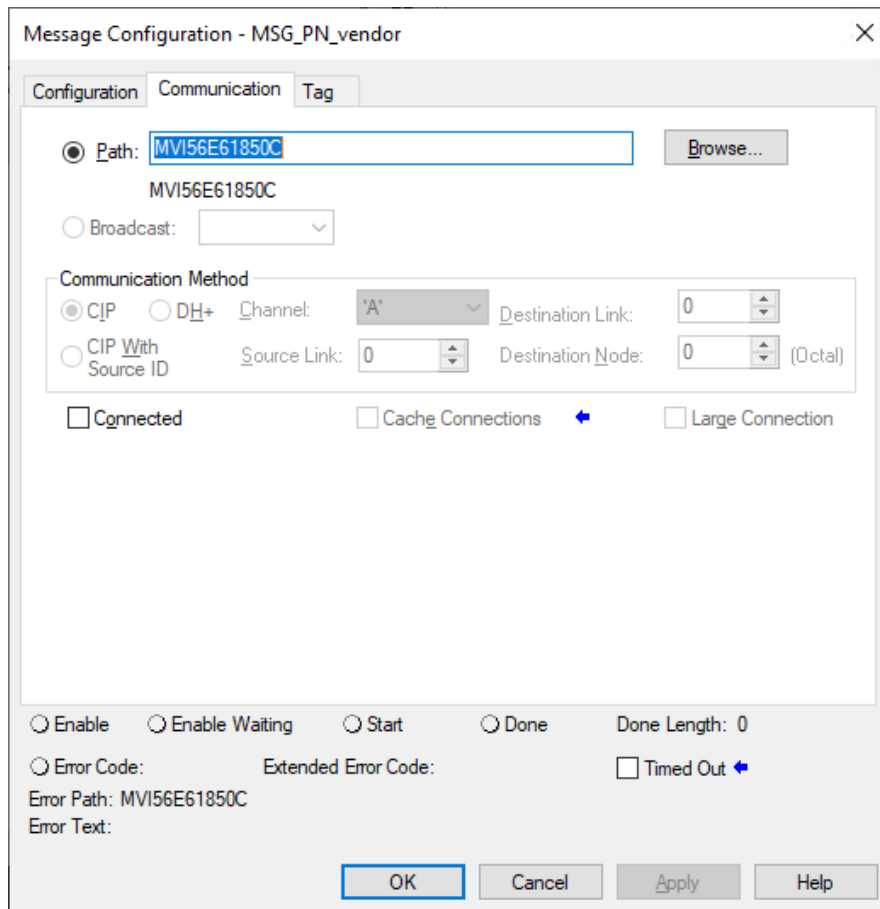 Message Configuration - MSG_PN_vendor
Configuration Communication Tag
Path: MVI56E61850C Browse...
MVI56E61850C
Broadcast:
Communication Method
CIP DH+ Channel: 'A' Destination Link: 0
CIP With Source ID Source Link: 0 Destination Node: 0 (Octal)
Connected Cache Connections Large Connection
Enable Enable Waiting Start Done Done Length: 0
Error Code: Extended Error Code: Timed Out
Error Path: MVI56E61850C
Error Text:
OK Cancel Apply Help